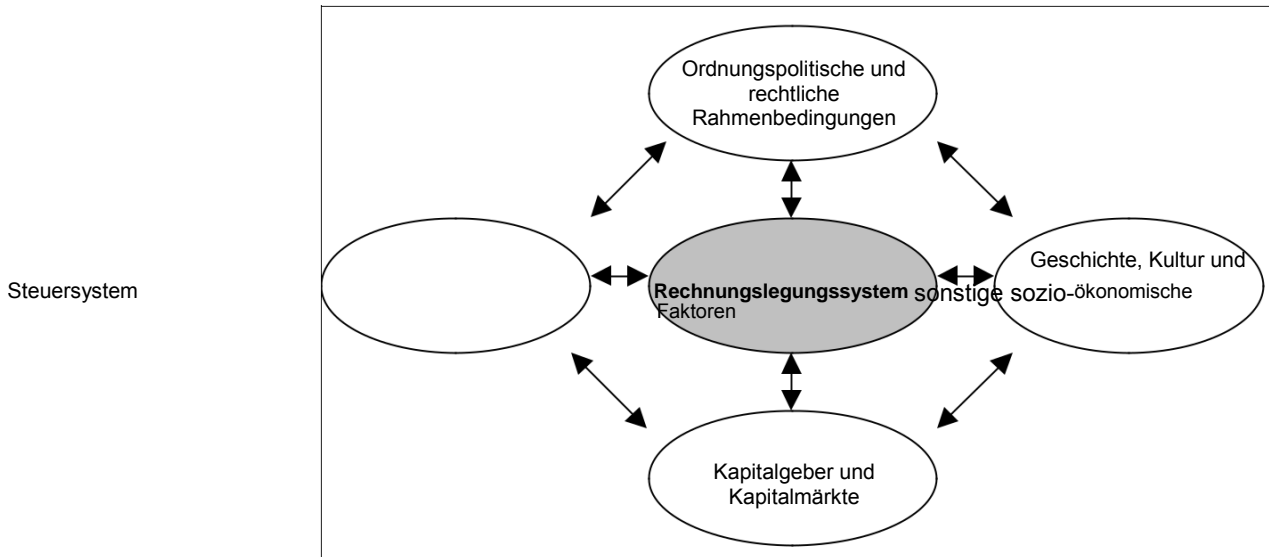 Ordnungspolitische und
rechtliche
Rahmenbedingungen
Geschichte, Kultur und
Steuersystem
Rechnungslegungssystem sonstige sozio-ökonomische
Faktoren
Kapitalgeber und
Kapitalmärkte